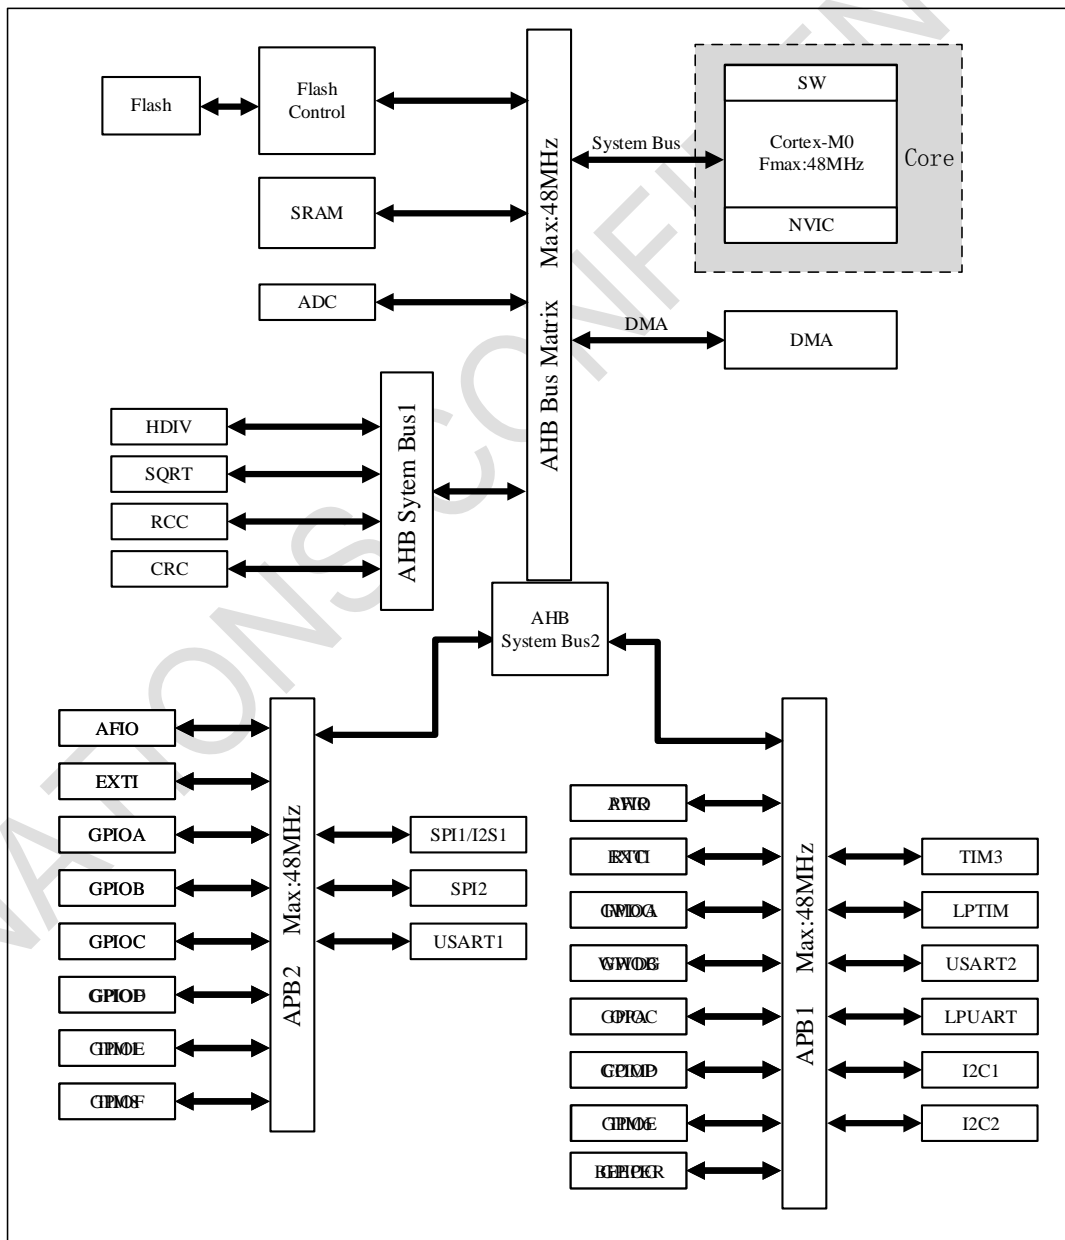 SW
Flash
Control
Flash
System Bus
Cortex-M0
Fmax:48MHz
Core
SRAM
NVIC
AHB Bus Matrix Max:48MHz
ADC
DMA
DMA
AHB Sytem Bus1
HDIV
SQRT
RCC
CRC
AHB
System Bus2
APB2 Max:48MHz
AFIO
EXTI
GPIOA
GPIOB
GPIOC
SPI1/I2S1
SPI2
USART1
APB1 Max:48MHz
TIM3
LPTIM
USART2
LPUART
I2C1
I2C2